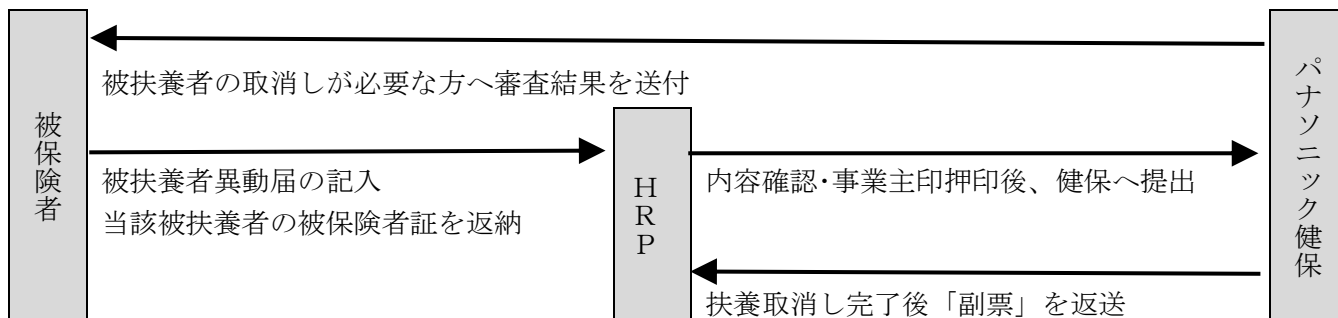 被扶養者の取消しが必要な方へ審査結果を送付
被保険者
被扶養者異動届の記入
当該被扶養者の被保険者証を返納
HRP
内容確認・事業主印押印後、健保へ提出
扶養取消し完了後「副票」を返送
パナソニック健保